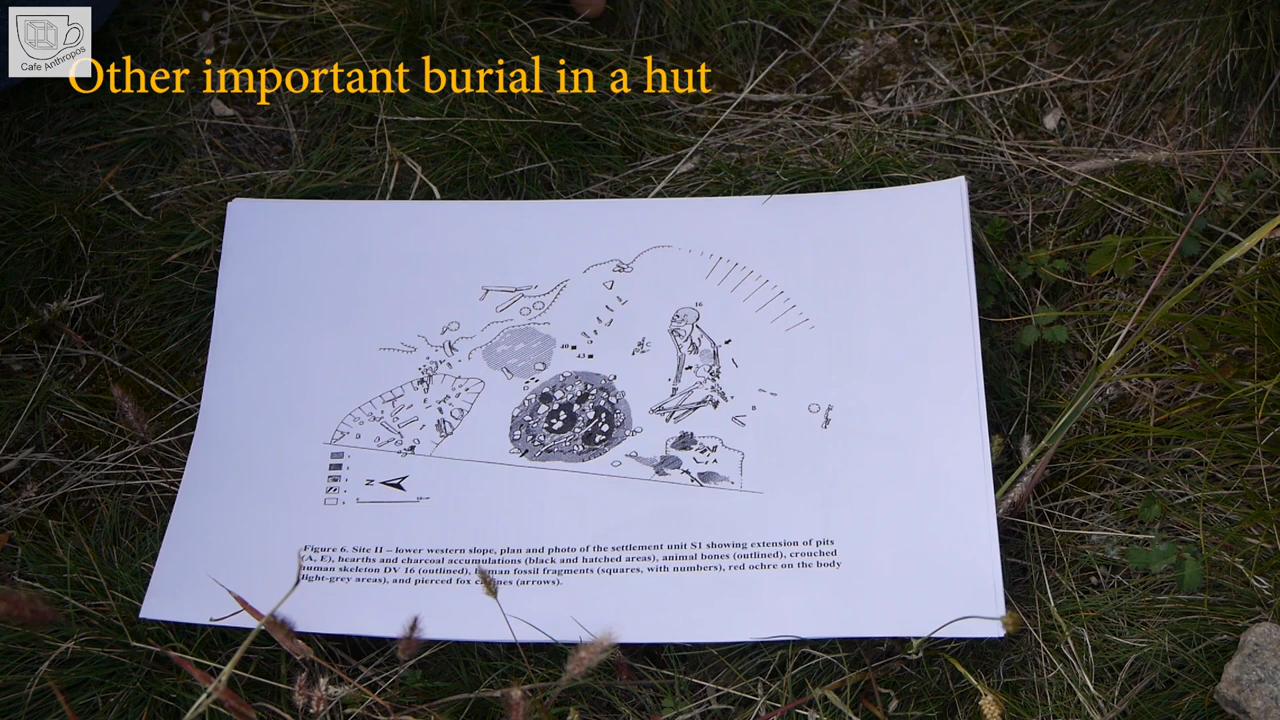 Cafe Anthropos
Other important burial in a hut
16
40
43
C
B
A
N
Figure 6. Site II – lower western slope, plan and photo of the settlement unit S1 showing extension of pits
(A, E), hearths and charcoal accumulations (black and hatched areas), animal bones (outlined), crouched
human skeleton DV 16 (outlined), human fossil fragments (squares, with numbers), red ochre on the body
light-grey areas), and pierced fox canines (arrows).